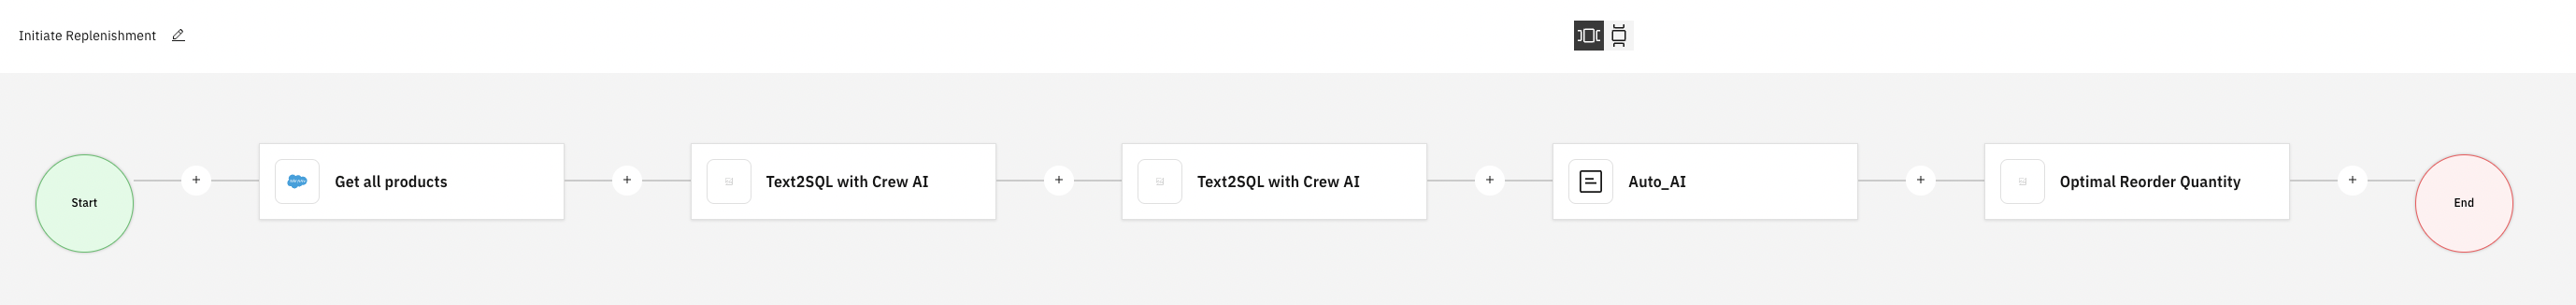 Initiate Replenishment
Start
+
Get all products
+
Text2SQL with Crew AI
+
Text2SQL with Crew AI
+
Auto_AI
+
Optimal Reorder Quantity
+
End